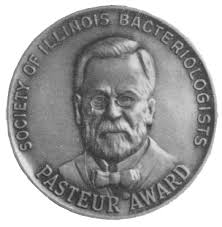 SOCIETY OF ILLINOIS BACTERIOLOGISTS
PASTEUR AWARD